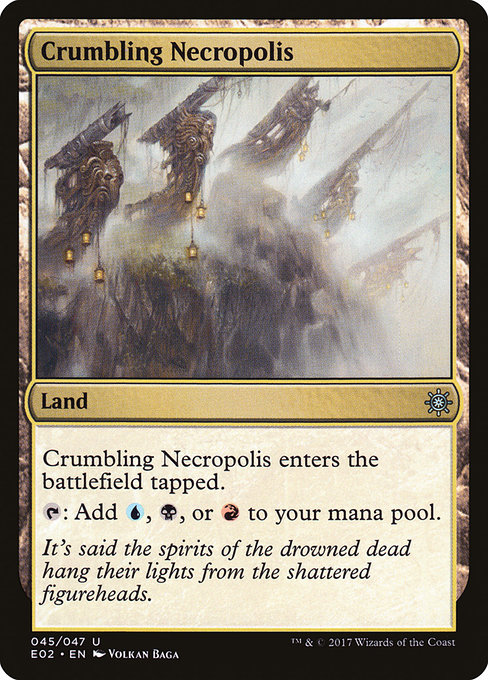 Crumbling Necropolis
Land
Crumbling Necropolis enters the
battlefield tapped.
: Add , , or to your mana pool.
It's said the spirits of the drowned dead
hang their lights from the shattered
figureheads.
045/047 U
E02 • EN Volkan Baga
™ & © 2017 Wizards of the Coast